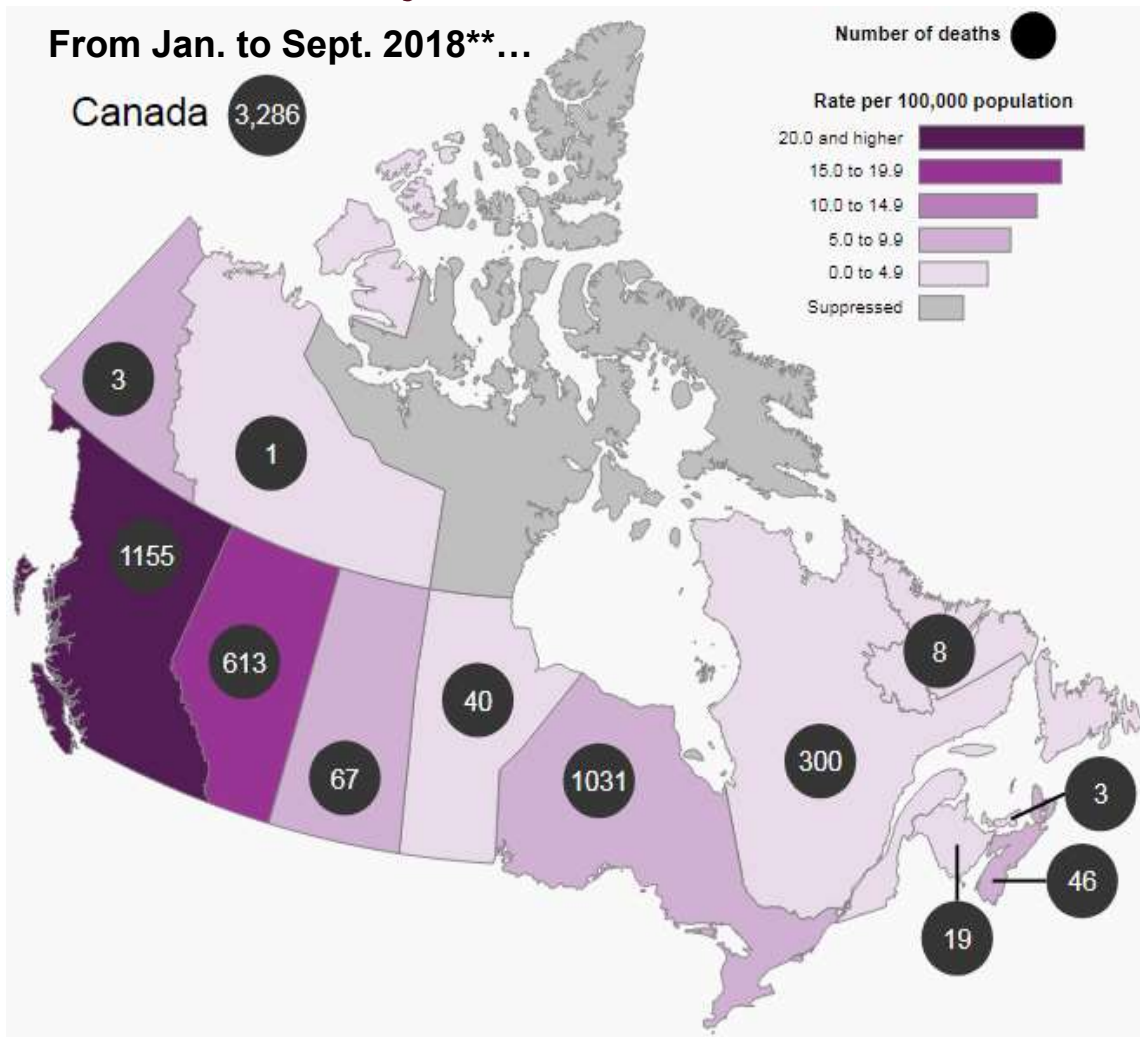 From Jan. to Sept. 2018**…
Number of deaths
Canada 3,286
Rate per 100,000 population
20.0 and higher
15.0 to 19.9
10.0 to 14.9
5.0 to 9.9
0.0 to 4.9
Suppressed
3
1
1155
613
67
40
1031
300
8
3
46
19